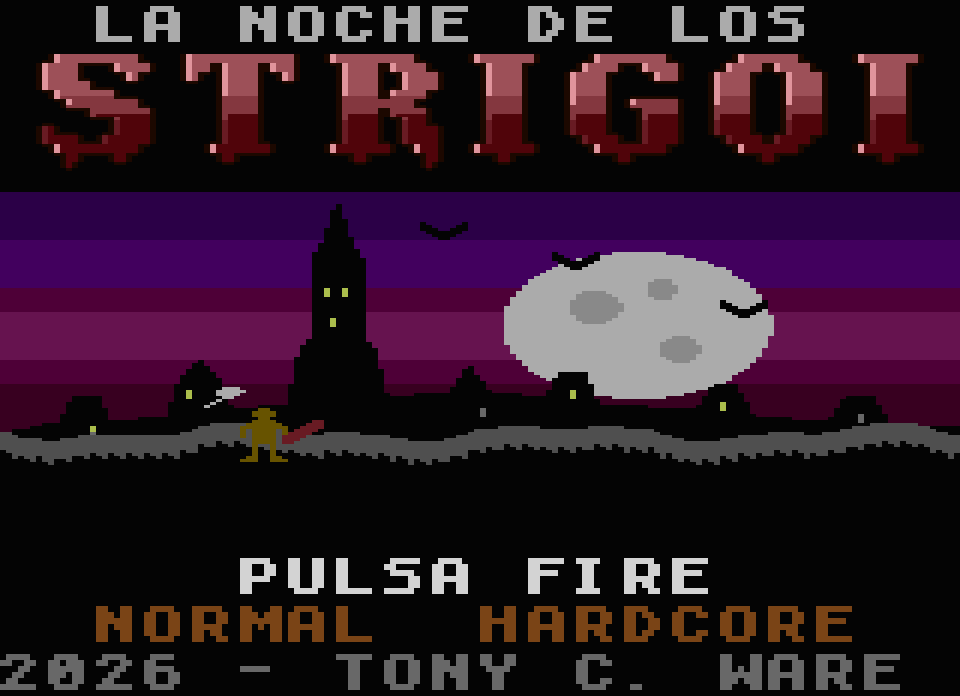 LA NOCHE DE LOS
STRIGOI
PULSA FIRE
NORMAL HARDCORE
2026 - TONY C. WARE